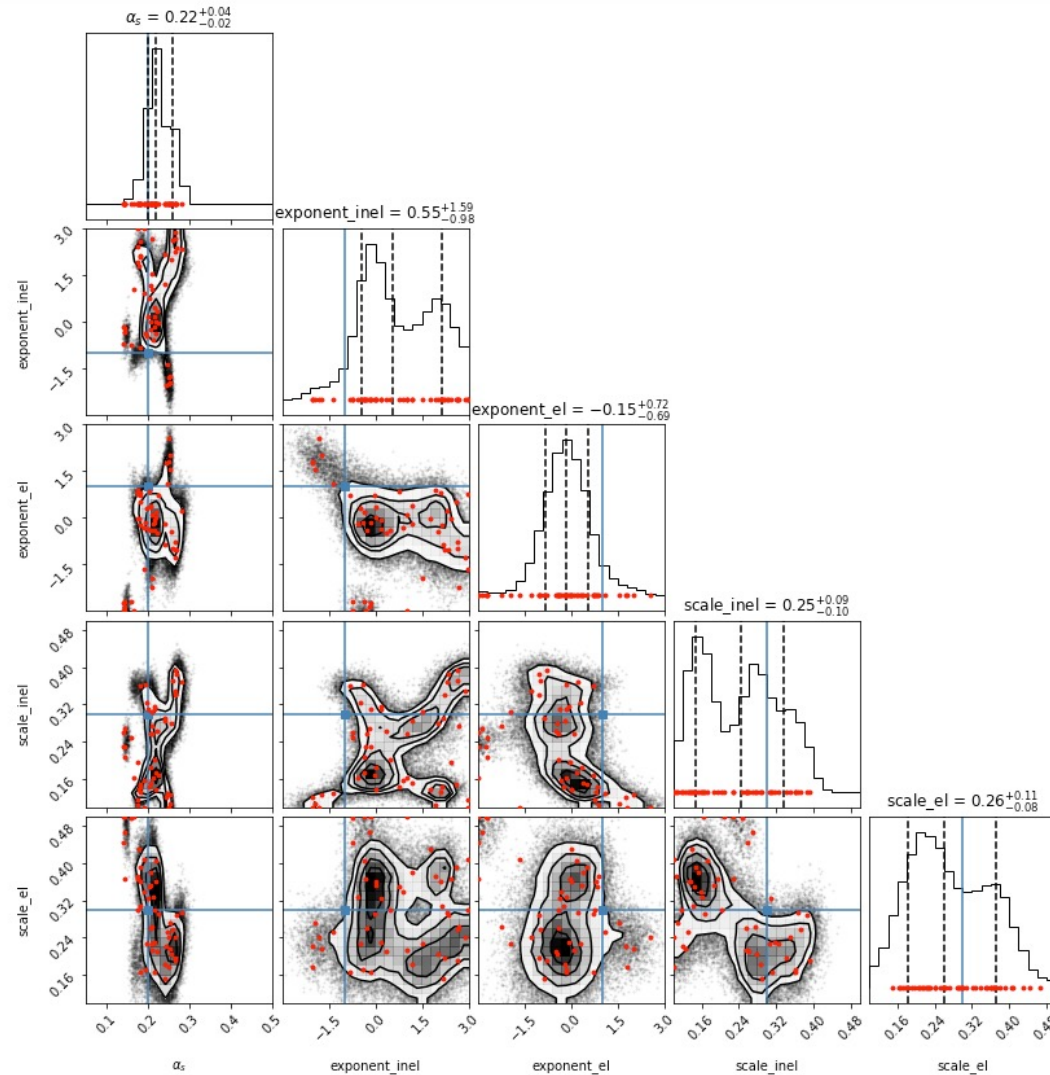 α_s = 0.22^{+0.04}_{−0.02}
exponent_inel = 0.55^{+1.59}_{−0.98}
3.0
1.5
0.0
−1.5
exponent_inel
exponent_el = −0.15^{+0.72}_{−0.69}
3.0
1.5
0.0
−1.5
exponent_el
scale_inel = 0.25^{+0.09}_{−0.10}
0.48
0.40
0.32
0.24
0.16
scale_inel
scale_el = 0.26^{+0.11}_{−0.08}
0.48
0.40
0.32
0.24
0.16
scale_el
0.1 0.2 0.3 0.4 0.5 −1.5 0.0 1.5 3.0 −1.5 0.0 1.5 3.0 0.16 0.24 0.32 0.40 0.48 0.16 0.24 0.32 0.40
α_s exponent_inel exponent_el scale_inel scale_el